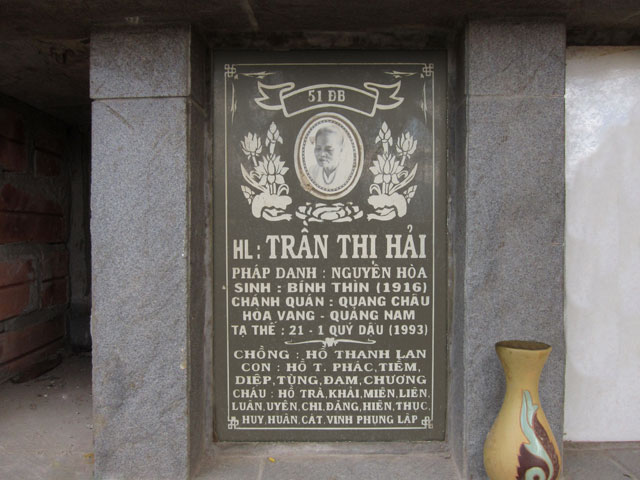 51 ĐB
HL : TRẦN THỊ HẢI
PHÁP DANH : NGUYÊN HÒA
SINH : BÍNH THÌN (1916)
CHÁNH QUÁN : QUANG CHÂU
HÒA VANG - QUẢNG NAM
TẠ THẾ : 21 - 1 QUÝ DẬU (1993)
CHỒNG : HỒ THANH LAN
CON : HỒ T. PHÁC, TIỀM,
DIỆP, TÙNG, ĐAM, CHƯƠNG
CHÁU : HỒ TRÀ, KHẢI, MIÊN, LIÊN,
LUÂN, UYÊN, CHI, ĐĂNG, HIỀN, THỤC,
HUY, HUÂN, CÁT, VINH PHỤNG LẬP